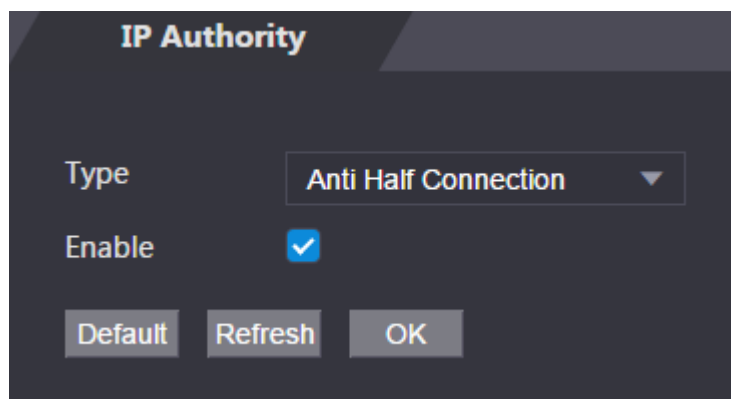 IP Authority
Type Anti Half Connection
Enable
Default Refresh OK